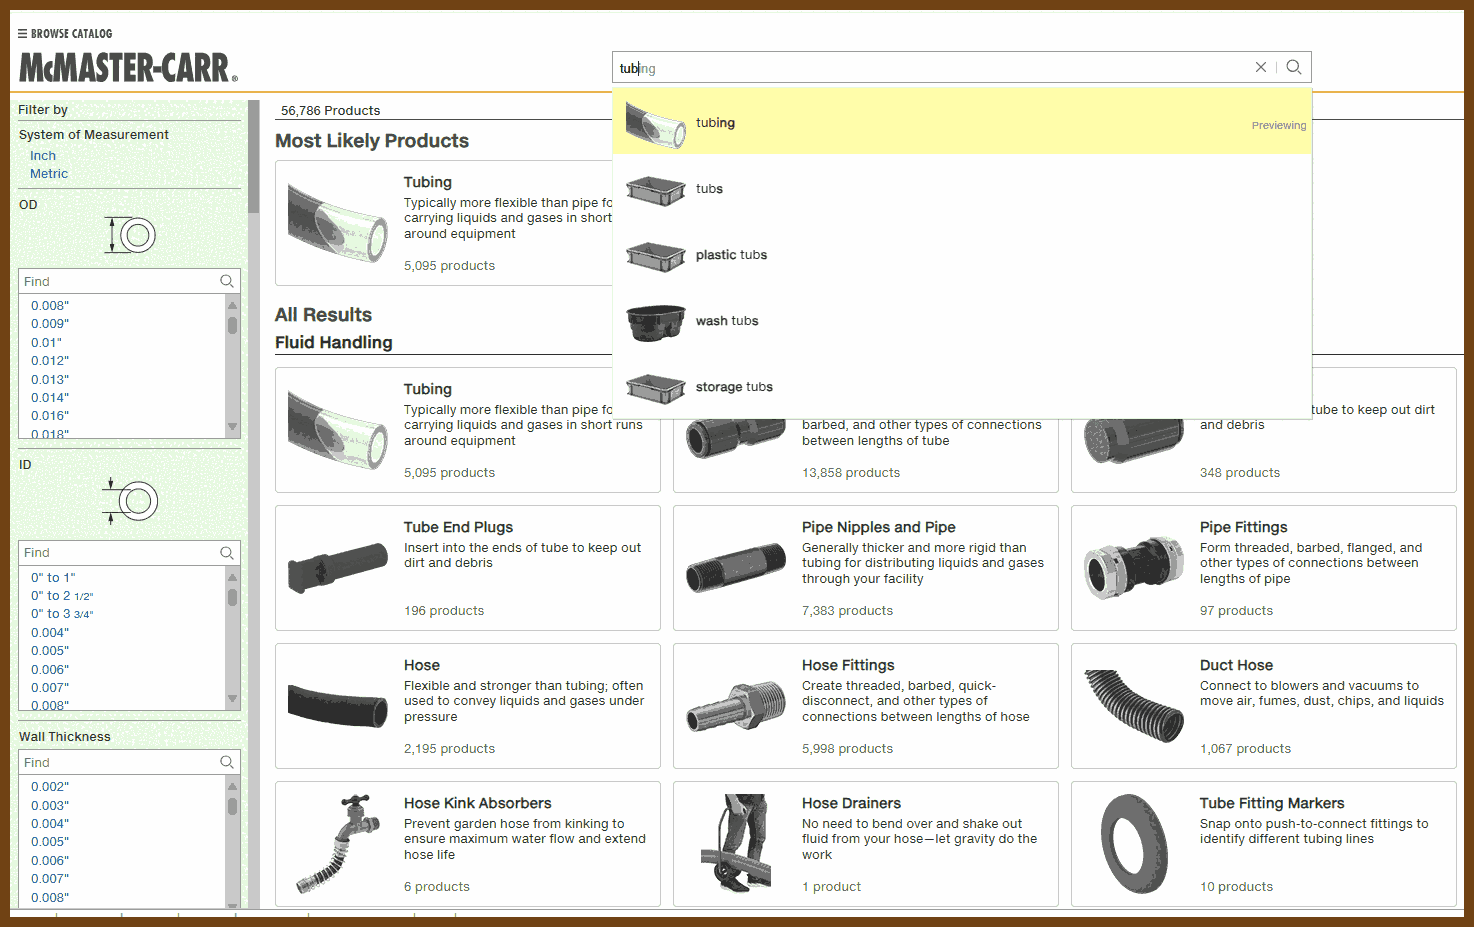 ☰ BROWSE CATALOG
McMASTER-CARR®
tubing
tubing
Previewing
tubs
plastic tubs
wash tubs
storage tubs
Filter by
System of Measurement
Inch
Metric
OD
Find
0.008"
0.009"
0.01"
0.012"
0.013"
0.014"
0.016"
0.018"
ID
Find
0" to 1"
0" to 2 1/2"
0" to 3 3/4"
0.004"
0.005"
0.006"
0.007"
0.008"
Wall Thickness
Find
0.002"
0.003"
0.004"
0.005"
0.006"
0.007"
0.008"
56,786 Products
Most Likely Products
Tubing
Typically more flexible than pipe fo
carrying liquids and gases in short
around equipment
5,095 products
All Results
Fluid Handling
Tubing
Typically more flexible than pipe fo
carrying liquids and gases in short runs
around equipment
5,095 products
barbed, and other types of connections
between lengths of tube
13,858 products
tube to keep out dirt
and debris
348 products
Tube End Plugs
Insert into the ends of tube to keep out
dirt and debris
196 products
Pipe Nipples and Pipe
Generally thicker and more rigid than
tubing for distributing liquids and gases
through your facility
7,383 products
Pipe Fittings
Form threaded, barbed, flanged, and
other types of connections between
lengths of pipe
97 products
Hose
Flexible and stronger than tubing; often
used to convey liquids and gases under
pressure
2,195 products
Hose Fittings
Create threaded, barbed, quick-
disconnect, and other types of
connections between lengths of hose
5,998 products
Duct Hose
Connect to blowers and vacuums to
move air, fumes, dust, chips, and liquids
1,067 products
Hose Kink Absorbers
Prevent garden hose from kinking to
ensure maximum water flow and extend
hose life
6 products
Hose Drainers
No need to bend over and shake out
fluid from your hose—let gravity do the
work
1 product
Tube Fitting Markers
Snap onto push-to-connect fittings to
identify different tubing lines
10 products